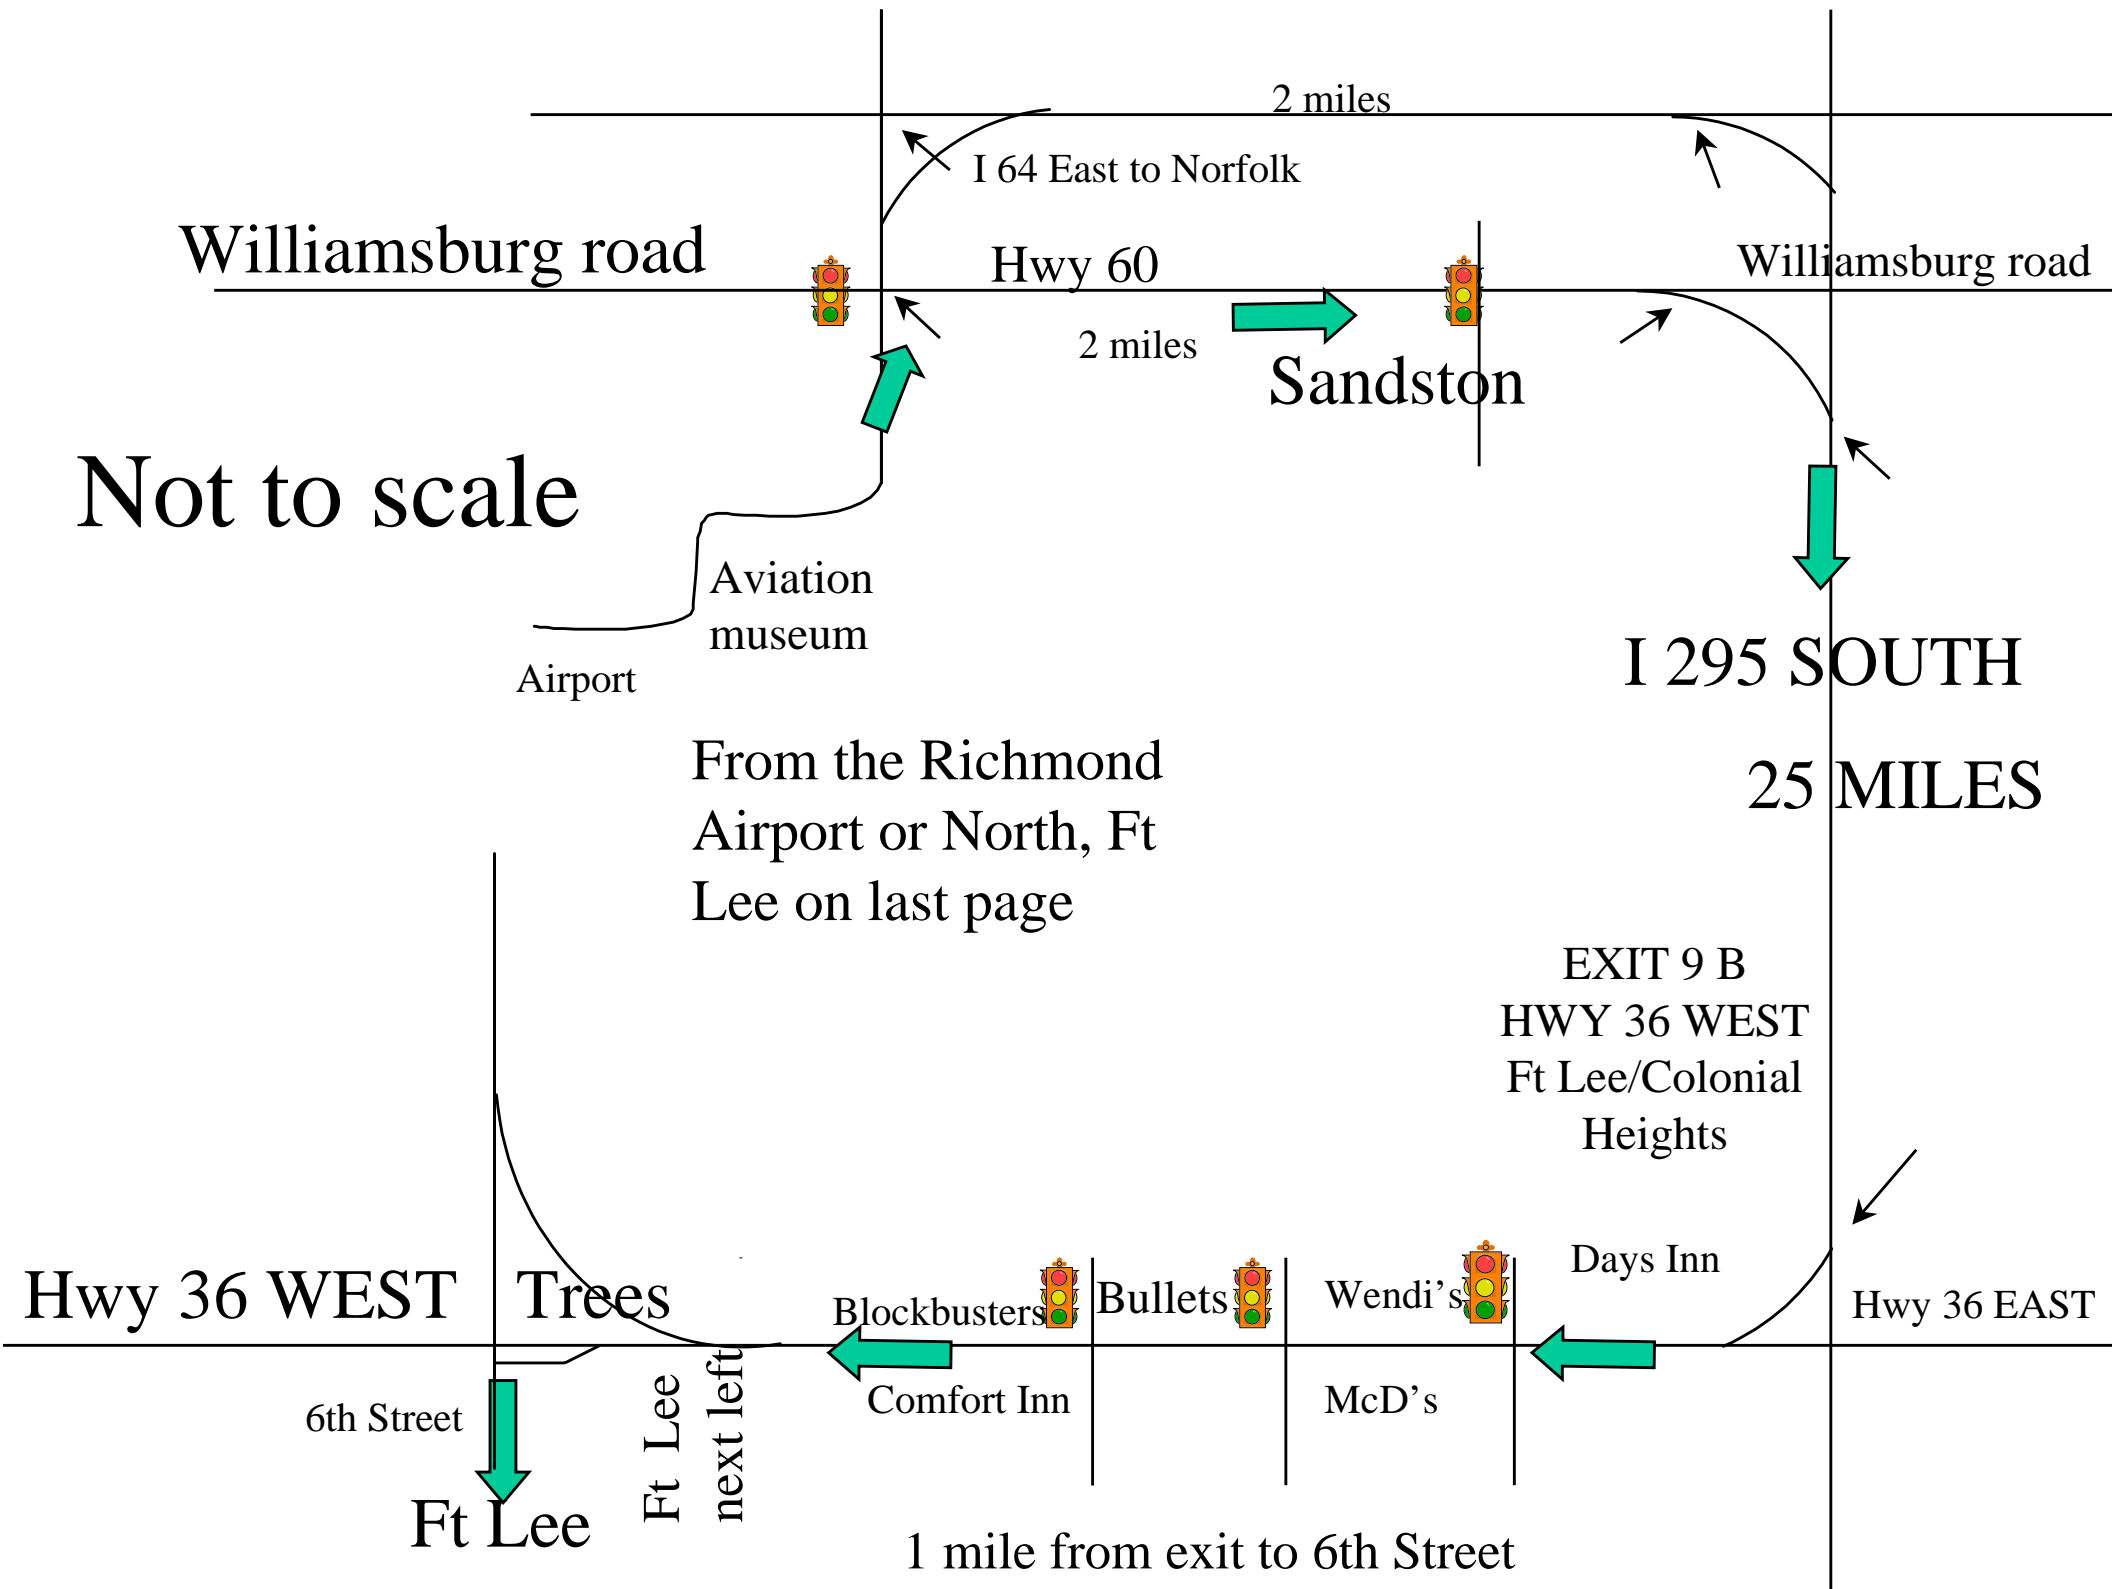 2 miles
I 64 East to Norfolk
Williamsburg road
Hwy 60
Williamsburg road
2 miles
Sandston
Not to scale
Aviation
museum
Airport
I 295 SOUTH
25 MILES
From the Richmond
Airport or North, Ft
Lee on last page
EXIT 9 B
HWY 36 WEST
Ft Lee/Colonial
Heights
Hwy 36 WEST
Trees
Blockbusters
Bullets
Wendi's
Days Inn
Hwy 36 EAST
6th Street
Ft Lee
next left
Comfort Inn
McD's
Ft Lee
1 mile from exit to 6th Street